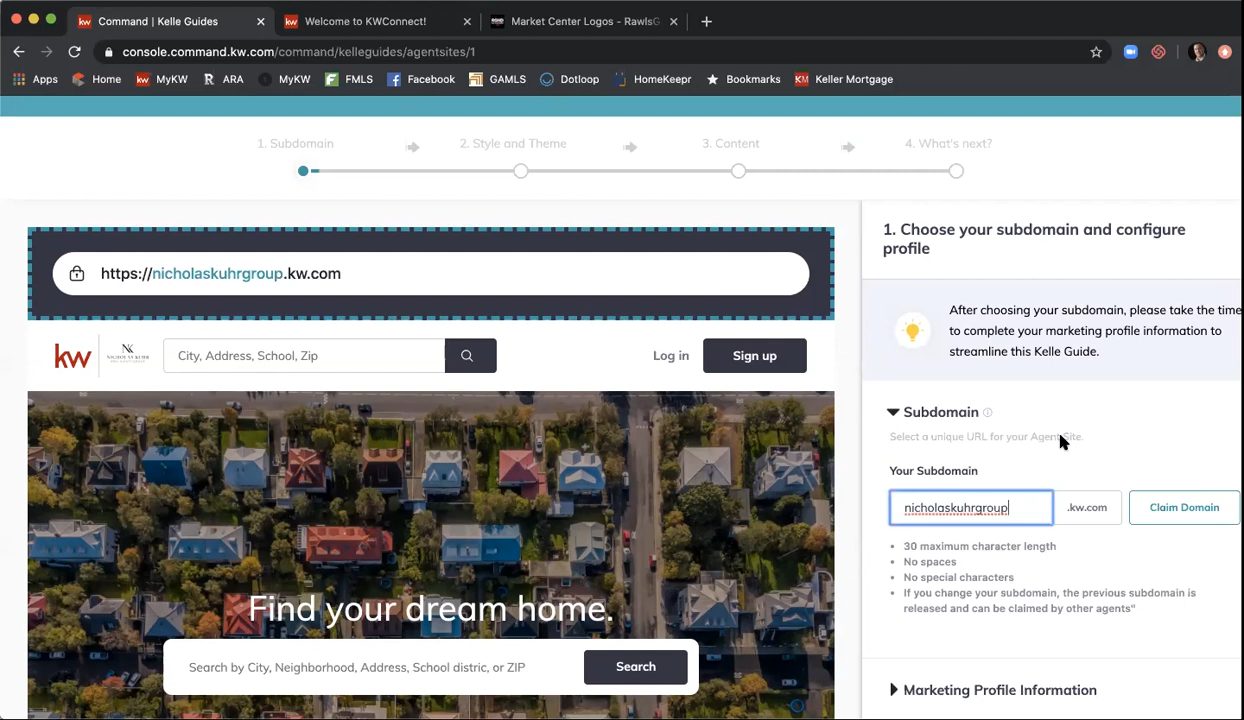 kw Command | Kelle Guides
kw Welcome to KWConnect!
Market Center Logos - RawlsG
console.command.kw.com/command/kelleguides/agentsites/1
Apps Home kw MyKW R ARA MyKW F FMLS f Facebook GAMLS Dotloop HomeKeepr Bookmarks KM Keller Mortgage
1. Subdomain
2. Style and Theme
3. Content
4. What's next?
https://nicholaskuhrgroup.kw.com
kw
NK
NICHOLAS KUHR
City, Address, School, Zip
Log in
Sign up
Find your dream home.
Search by City, Neighborhood, Address, School distric, or ZIP
Search
1. Choose your subdomain and configure
profile
After choosing your subdomain, please take the time
to complete your marketing profile information to
streamline this Kelle Guide.
Subdomain
Select a unique URL for your Agent Site.
Your Subdomain
nicholaskuhrgroup
.kw.com
Claim Domain
30 maximum character length
No spaces
No special characters
If you change your subdomain, the previous subdomain is
released and can be claimed by other agents"
Marketing Profile Information